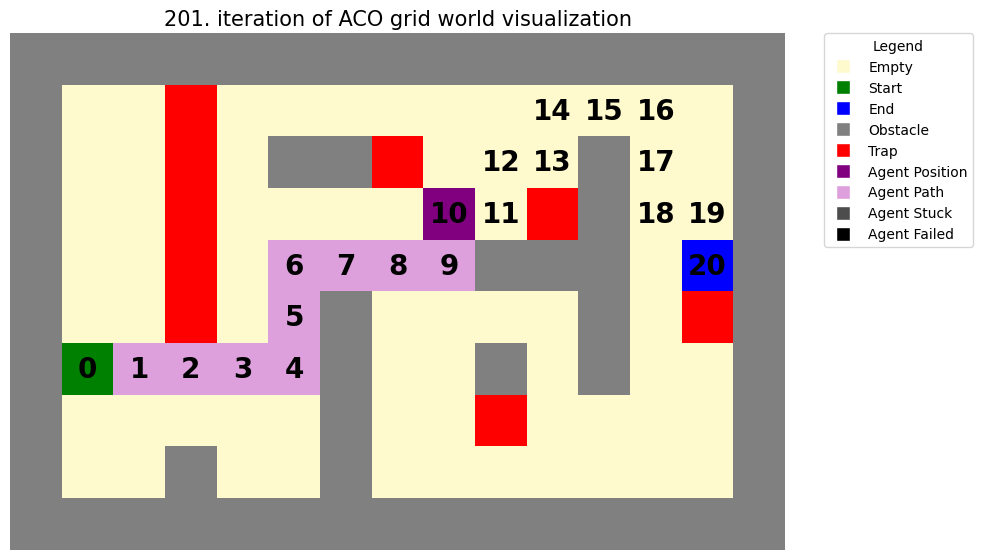 201. iteration of ACO grid world visualization
14 15 16
12 13 17
10 11 18 19
6 7 8 9 20
5
0 1 2 3 4
Legend
Empty
Start
End
Obstacle
Trap
Agent Position
Agent Path
Agent Stuck
Agent Failed